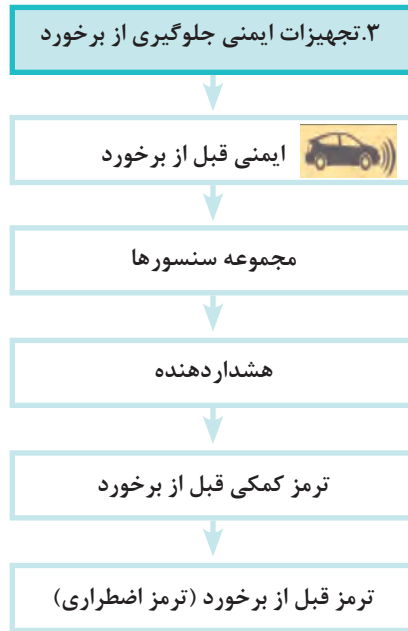 ۳.تجهیزات ایمنی جلوگیری از برخورد
ایمنی قبل از برخورد
مجموعه سنسورها
هشداردهنده
ترمز کمکی قبل از برخورد
ترمز قبل از برخورد (ترمز اضطراری)